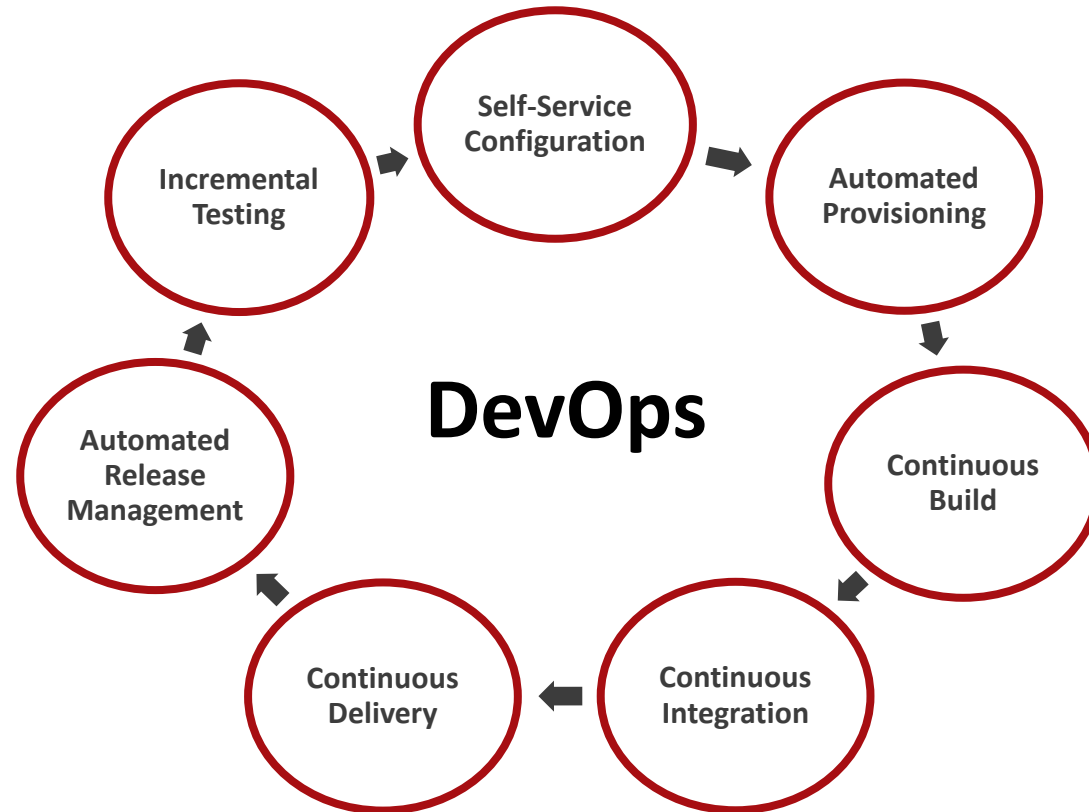 Self-Service
Configuration
Automated
Provisioning
Continuous
Build
Continuous
Integration
Continuous
Delivery
Automated
Release
Management
Incremental
Testing
DevOps